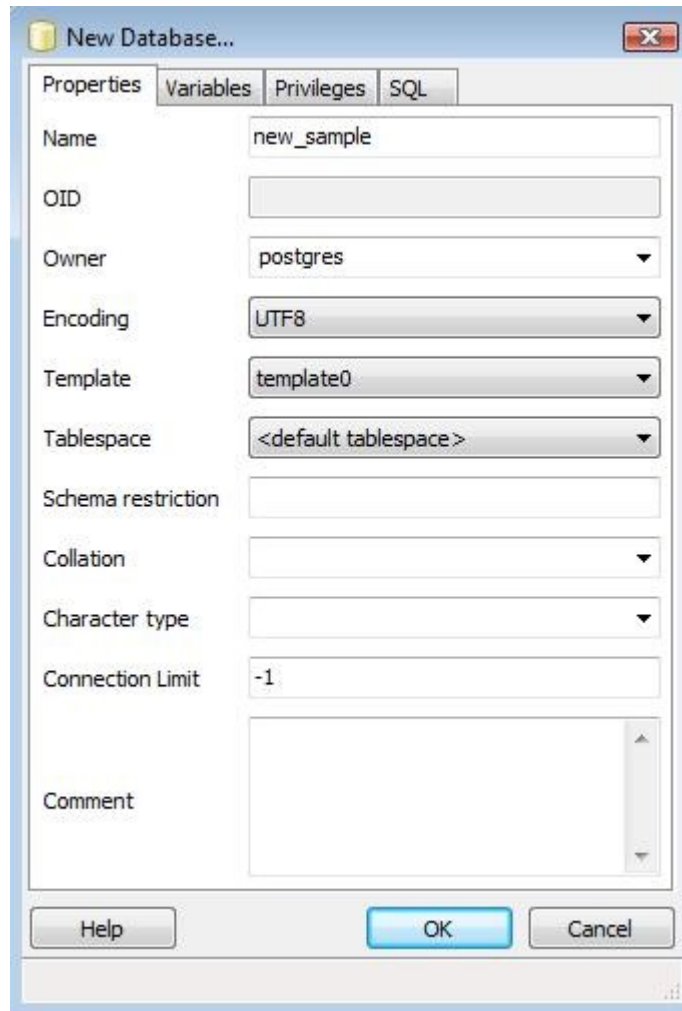 New Database...
Properties Variables Privileges SQL
Name new_sample
OID
Owner postgres
Encoding UTF8
Template template0
Tablespace <default tablespace>
Schema restriction
Collation
Character type
Connection Limit -1
Comment
Help OK Cancel